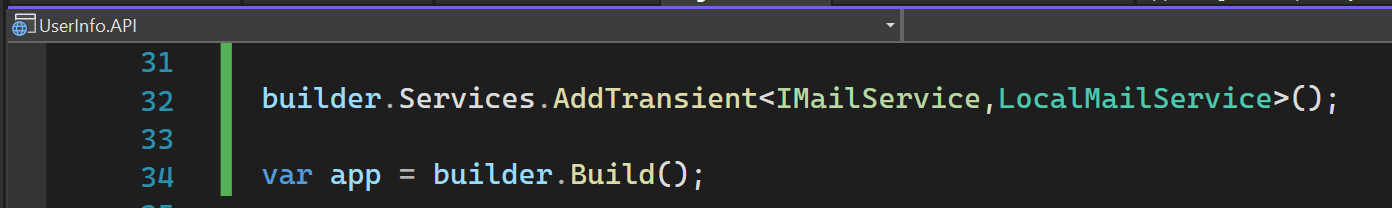 UserInfo.API
31
32 builder.Services.AddTransient<IMailService,LocalMailService>();
33
34 var app = builder.Build();